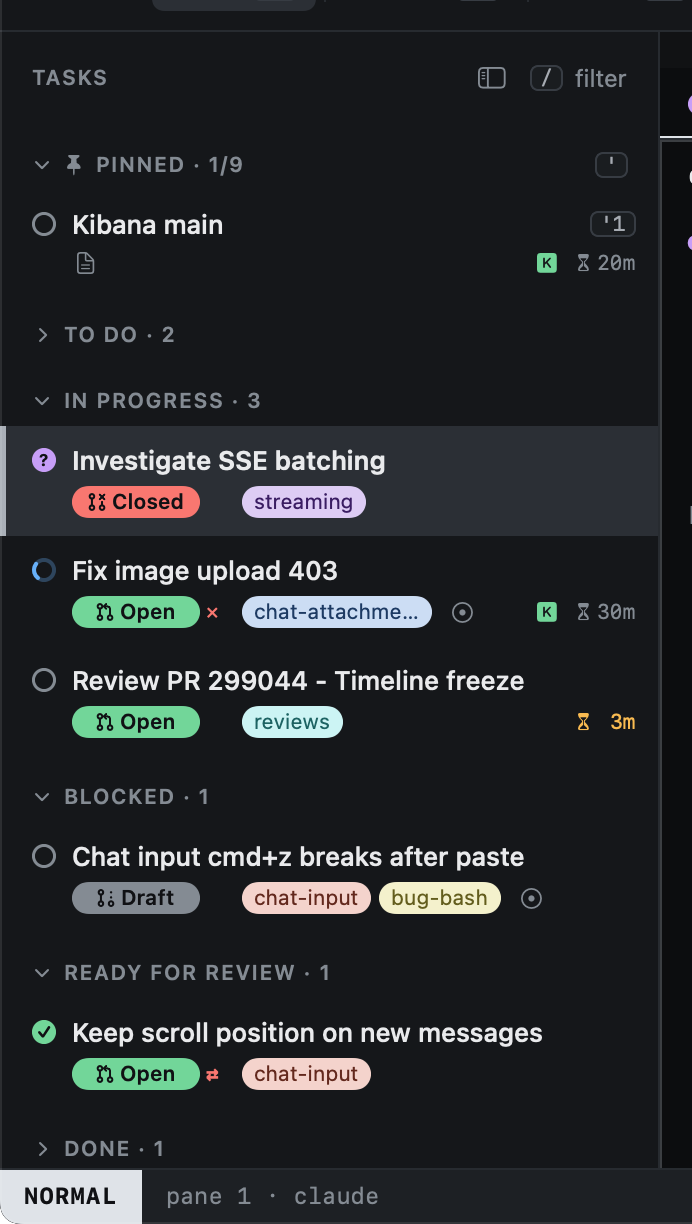 TASKS / filter
PINNED · 1/9 '
Kibana main '1
K 20m
TO DO · 2
IN PROGRESS · 3
? Investigate SSE batching
Closed streaming
Fix image upload 403
Open × chat-attachme... K 30m
Review PR 299044 - Timeline freeze
Open reviews 3m
BLOCKED · 1
Chat input cmd+z breaks after paste
Draft chat-input bug-bash
READY FOR REVIEW · 1
Keep scroll position on new messages
Open chat-input
DONE · 1
NORMAL pane 1 · claude